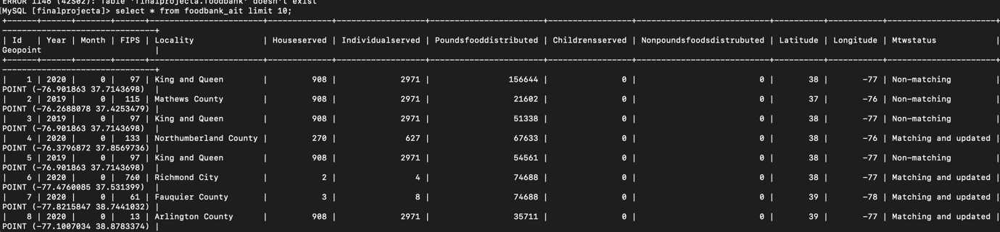 ERROR 1146 (42S02): Table 'finalprojecta.foodbank' doesn't exist
[MySQL [finalprojecta]> select * from foodbank_ait limit 10;
+------+------+-------+------+-----------------------+------------+------------------+------------------------+-----------------+---------------------------+----------+-----------+----------------------
---------------------------+
| Id   | Year | Month | FIPS | Locality              | Houseserved | Individualserved | Poundsfooddistributed | Childrensserved | Nonpoundsfoodsdistrubuted | Latitude | Longitude | Mtwstatus            |
Geopoint                   |
+------+------+-------+------+-----------------------+------------+------------------+------------------------+-----------------+---------------------------+----------+-----------+----------------------
---------------------------+
|    1 | 2020 |     0 |   97 | King and Queen        |         908 |             2971 |                156644 |               0 |                         0 |       38 |       -77 | Non-matching         |
POINT (-76.901863 37.7143698)  |
|    2 | 2019 |     0 |  115 | Mathews County        |         908 |             2971 |                 21602 |               0 |                         0 |       37 |       -76 | Non-matching         |
POINT (-76.2688078 37.4253479) |
|    3 | 2019 |     0 |   97 | King and Queen        |         908 |             2971 |                 51338 |               0 |                         0 |       38 |       -77 | Non-matching         |
POINT (-76.901863 37.7143698)  |
|    4 | 2020 |     0 |  133 | Northumberland County |         270 |              627 |                 67633 |               0 |                         0 |       38 |       -76 | Matching and updated |
POINT (-76.3796872 37.8569736) |
|    5 | 2019 |     0 |   97 | King and Queen        |         908 |             2971 |                 54561 |               0 |                         0 |       38 |       -77 | Non-matching         |
POINT (-76.901863 37.7143698)  |
|    6 | 2020 |     0 |  760 | Richmond City         |           2 |                4 |                 74688 |               0 |                         0 |       38 |       -77 | Matching and updated |
POINT (-77.4760085 37.531399)  |
|    7 | 2020 |     0 |   61 | Fauquier County       |           3 |                8 |                 74688 |               0 |                         0 |       39 |       -78 | Matching and updated |
POINT (-77.8215847 38.7441032) |
|    8 | 2020 |     0 |   13 | Arlington County      |         908 |             2971 |                 35711 |               0 |                         0 |       39 |       -77 | Matching and updated |
POINT (-77.1007034 38.8783374) |